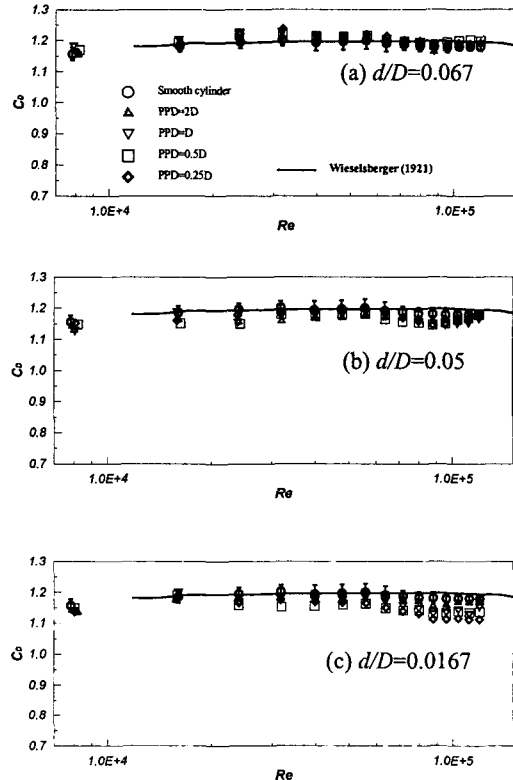 1.3
1.2
1.1
1.0
0.9
0.8
0.7
C_D
(a) d/D=0.067
Smooth cylinder
PPD=2D
PPD=D
PPD=0.5D
PPD=0.25D
Wieselsberger (1921)
1.0E+4
1.0E+5
Re
1.3
1.2
1.1
1.0
0.9
0.8
0.7
C_D
(b) d/D=0.05
1.0E+4
1.0E+5
Re
1.3
1.2
1.1
1.0
0.9
0.8
0.7
C_D
(c) d/D=0.0167
1.0E+4
1.0E+5
Re